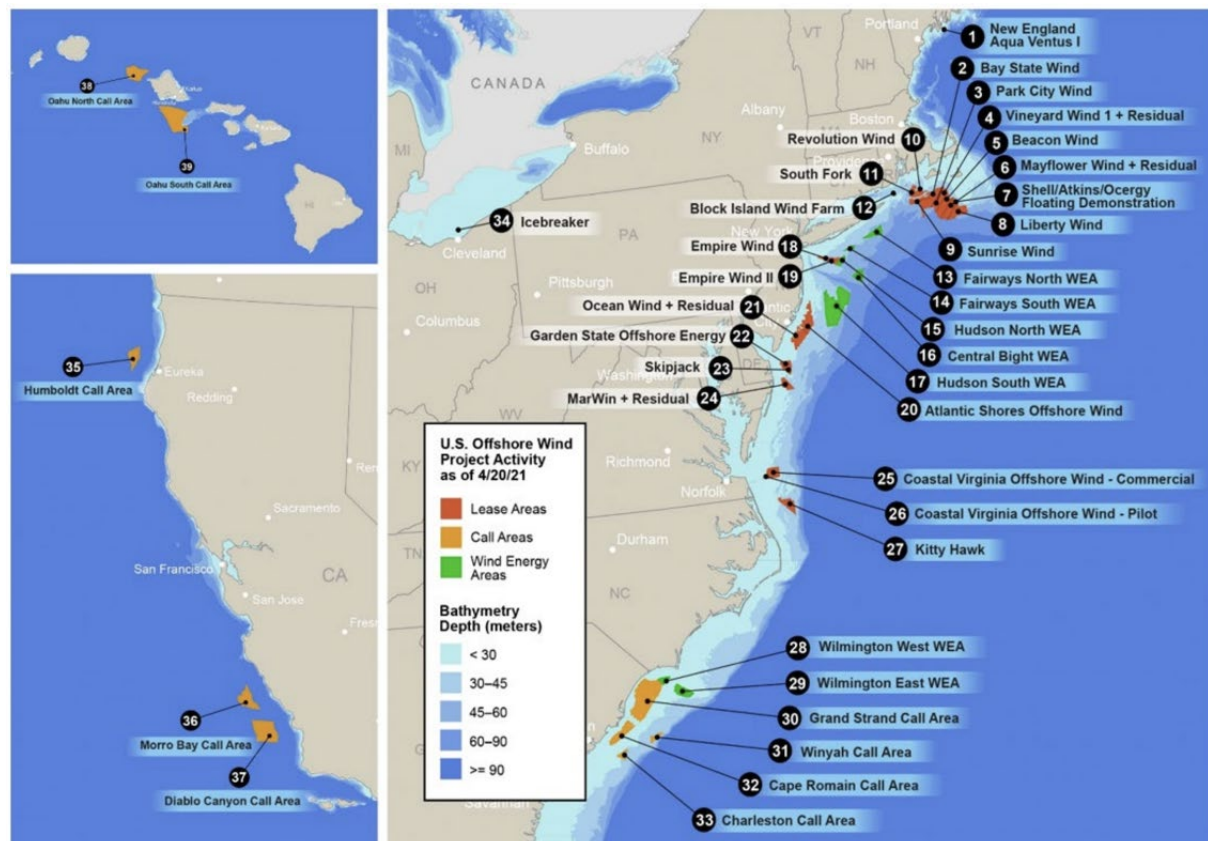 38
Oahu North Call Area
Honolulu
Kahului
39
Oahu South Call Area
HI
35
Humboldt Call Area
Eureka
Redding
Sacramento
San Francisco
CA
San Jose
36
Morro Bay Call Area
37
Diablo Canyon Call Area
CANADA
MI
Buffalo
Albany
NY
VT
NH
Portland
Boston
Providence
34 Icebreaker
Cleveland
OH
Columbus
PA
Pittsburgh
New York
WV
KY
Richmond
Norfolk
Durham
NC
Savannah
1 New England
Aqua Ventus I
2 Bay State Wind
3 Park City Wind
4 Vineyard Wind 1 + Residual
5 Beacon Wind
6 Mayflower Wind + Residual
7 Shell/Atkins/Ocergy
Floating Demonstration
8 Liberty Wind
9 Sunrise Wind
Revolution Wind 10
South Fork 11
Block Island Wind Farm 12
13 Fairways North WEA
14 Fairways South WEA
15 Hudson North WEA
16 Central Bight WEA
17 Hudson South WEA
Empire Wind 18
Empire Wind II 19
20 Atlantic Shores Offshore Wind
Ocean Wind + Residual 21
Garden State Offshore Energy 22
Skipjack 23
MarWin + Residual 24
25 Coastal Virginia Offshore Wind - Commercial
26 Coastal Virginia Offshore Wind - Pilot
27 Kitty Hawk
28 Wilmington West WEA
29 Wilmington East WEA
30 Grand Strand Call Area
31 Winyah Call Area
32 Cape Romain Call Area
33 Charleston Call Area
U.S. Offshore Wind
Project Activity
as of 4/20/21
Lease Areas
Call Areas
Wind Energy
Areas
Bathymetry
Depth (meters)
< 30
30–45
45–60
60–90
>= 90